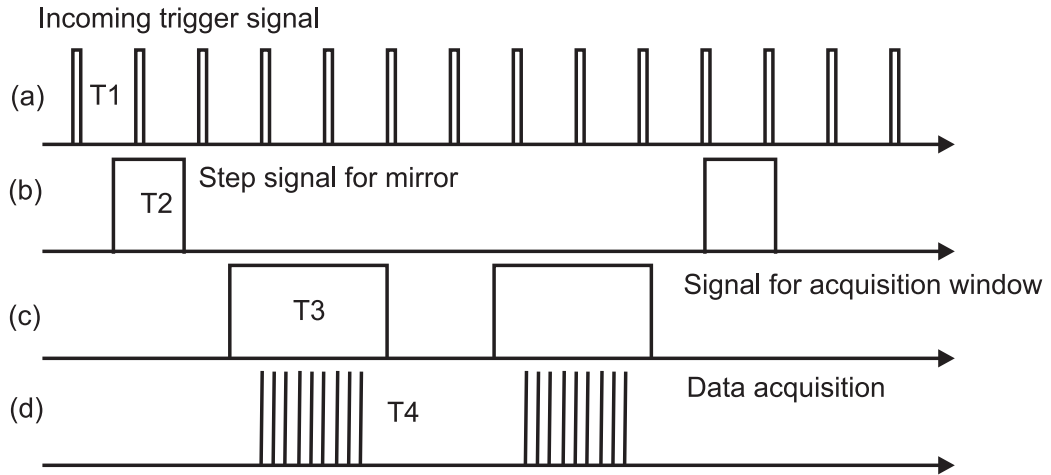 Incoming trigger signal
(a)
T1
(b)
T2
Step signal for mirror
Signal for acquisition window
(c)
T3
Data acquisition
(d)
T4